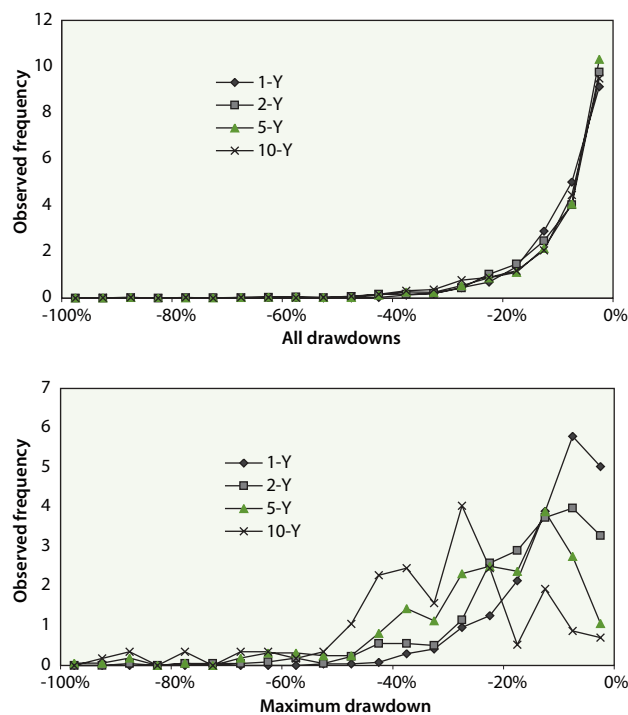 12
10
8
6
4
2
0
Observed frequency
1-Y
2-Y
5-Y
10-Y
-100% -80% -60% -40% -20% 0%
All drawdowns
7
6
5
4
3
2
1
0
Observed frequency
1-Y
2-Y
5-Y
10-Y
-100% -80% -60% -40% -20% 0%
Maximum drawdown